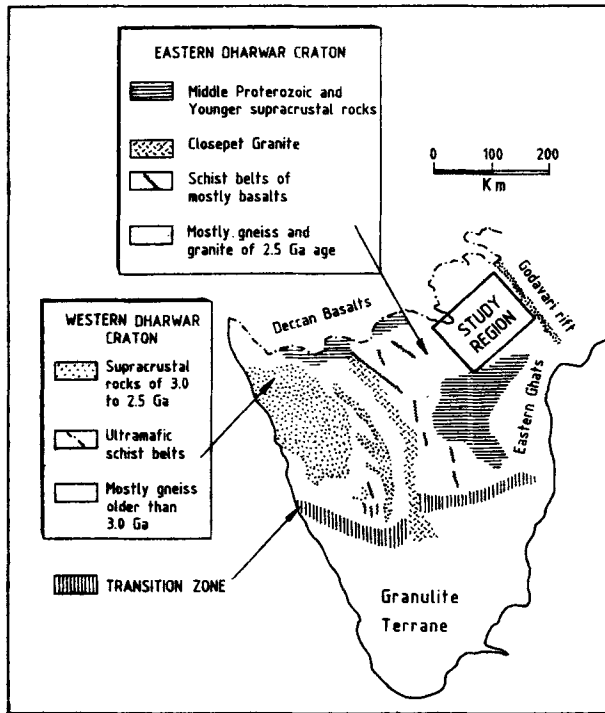 EASTERN DHARWAR CRATON
Middle Proterozoic and
Younger supracrustal rocks
Closepet Granite
Schist belts of
mostly basalts
Mostly.gneiss and
granite of 2.5 Ga age
0 100 200
Km
WESTERN DHARWAR
CRATON
Supracrustal
rocks of 3.0
to 2.5 Ga
Ultramafic
schist belts
Mostly gneiss
older than
3.0 Ga
TRANSITION ZONE
Deccan Basalts
STUDY
REGION
Godavari rift
Eastern Ghats
Granulite
Terrane